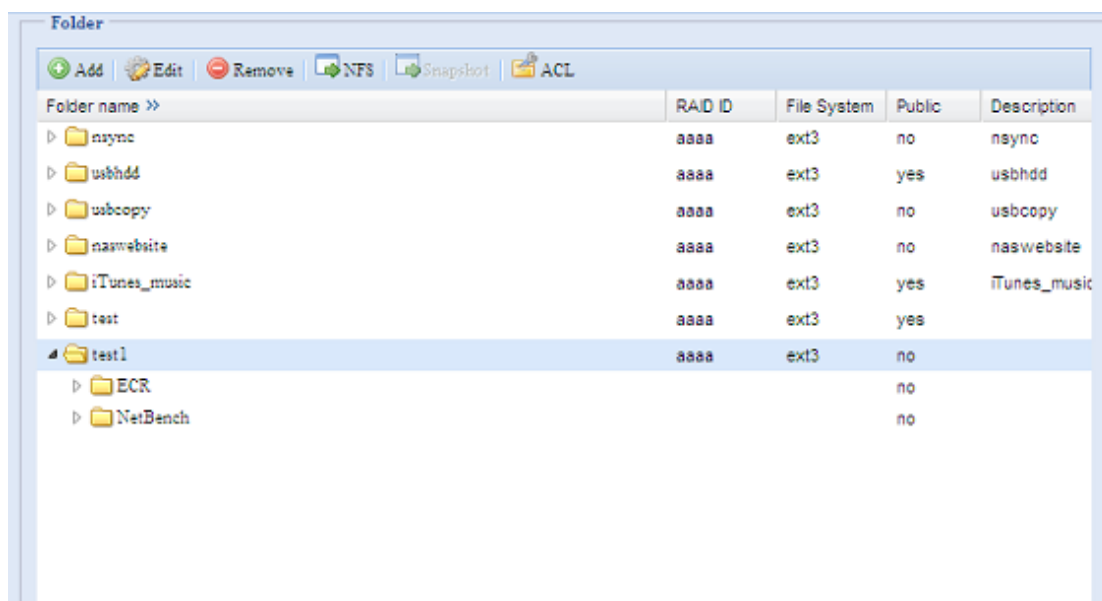 Folder
Add Edit Remove NFS Snapshot ACL
Folder name » RAID ID File System Public Description
nsync aaaa ext3 no nsync
usbhdd aaaa ext3 yes usbhdd
usbcopy aaaa ext3 no usbcopy
naswebsite aaaa ext3 no naswebsite
iTunes_music aaaa ext3 yes iTunes_music
test aaaa ext3 yes
test1 aaaa ext3 no
ECR no
NetBench no